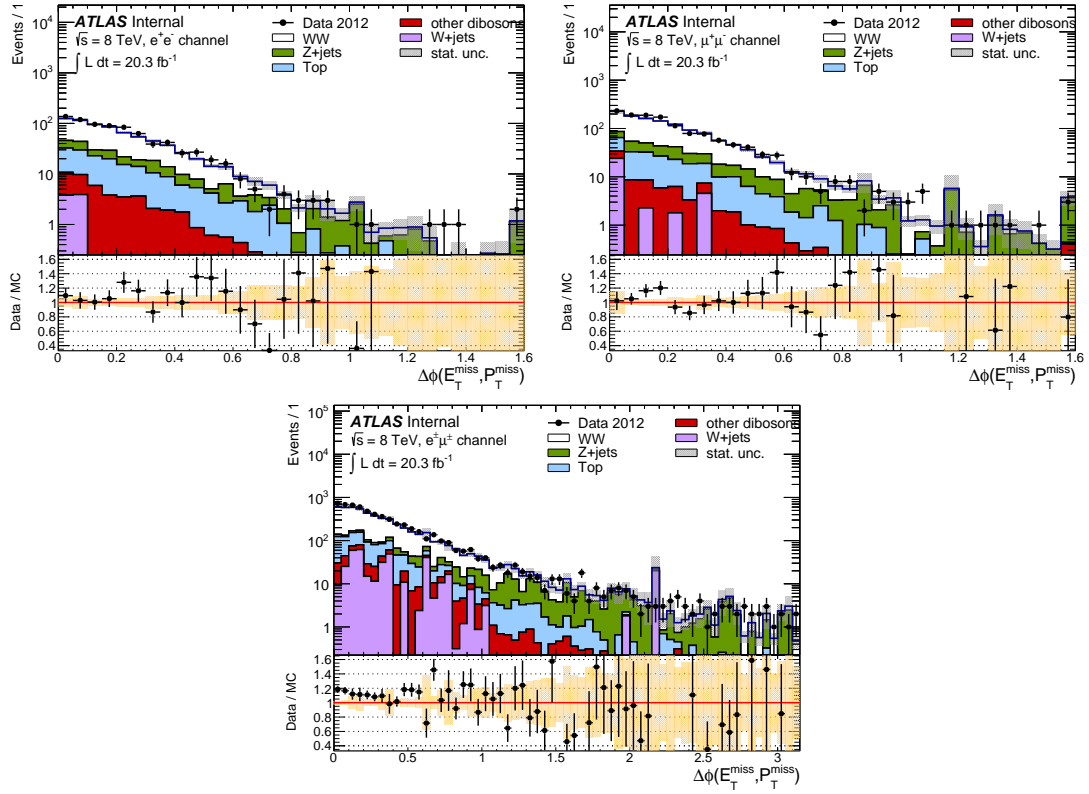 ATLAS Internal
√s = 8 TeV, e⁺e⁻ channel
∫ L dt = 20.3 fb⁻¹
Data 2012
WW
Z+jets
Top
other dibosons
W+jets
stat. unc.
Events / 1
10⁴
10³
10²
10
1
Data / MC
1.6
1.4
1.2
1
0.8
0.6
0.4
0 0.2 0.4 0.6 0.8 1 1.2 1.4 1.6
Δϕ(E_T^miss,P_T^miss)
ATLAS Internal
√s = 8 TeV, μ⁺μ⁻ channel
∫ L dt = 20.3 fb⁻¹
Data 2012
WW
Z+jets
Top
other dibosons
W+jets
stat. unc.
Events / 1
10⁴
10³
10²
10
1
Data / MC
1.6
1.4
1.2
1
0.8
0.6
0.4
0 0.2 0.4 0.6 0.8 1 1.2 1.4 1.6
Δϕ(E_T^miss,P_T^miss)
ATLAS Internal
√s = 8 TeV, e^±μ^± channel
∫ L dt = 20.3 fb⁻¹
Data 2012
WW
Z+jets
Top
other dibosons
W+jets
stat. unc.
Events / 1
10⁵
10⁴
10³
10²
10
1
Data / MC
1.6
1.4
1.2
1
0.8
0.6
0.4
0 0.5 1 1.5 2 2.5 3
Δϕ(E_T^miss,P_T^miss)